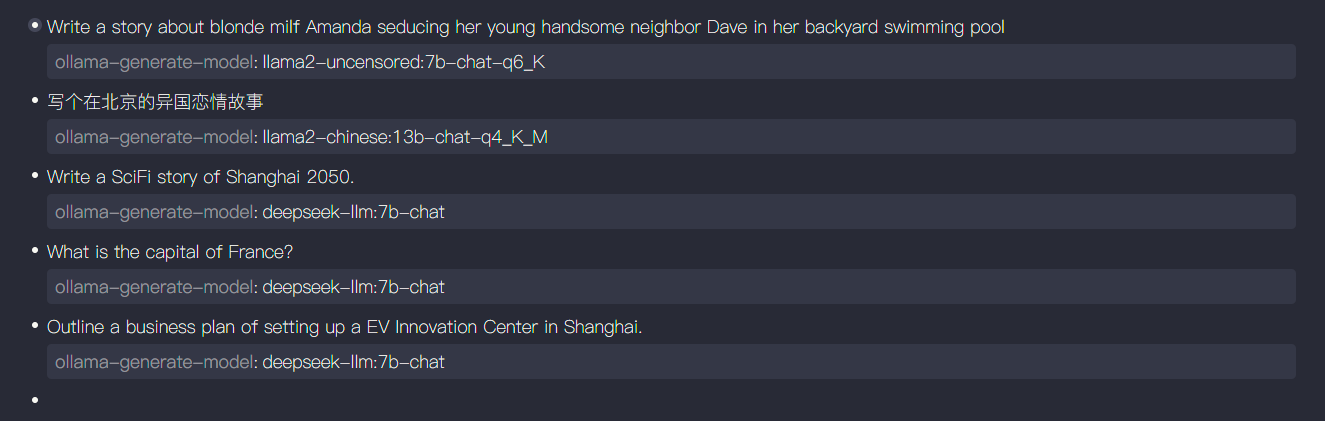 Write a story about blonde milf Amanda seducing her young handsome neighbor Dave in her backyard swimming pool
ollama-generate-model: llama2-uncensored:7b-chat-q6_K
写个在北京的异国恋情故事
ollama-generate-model: llama2-chinese:13b-chat-q4_K_M
Write a SciFi story of Shanghai 2050.
ollama-generate-model: deepseek-llm:7b-chat
What is the capital of France?
ollama-generate-model: deepseek-llm:7b-chat
Outline a business plan of setting up a EV Innovation Center in Shanghai.
ollama-generate-model: deepseek-llm:7b-chat